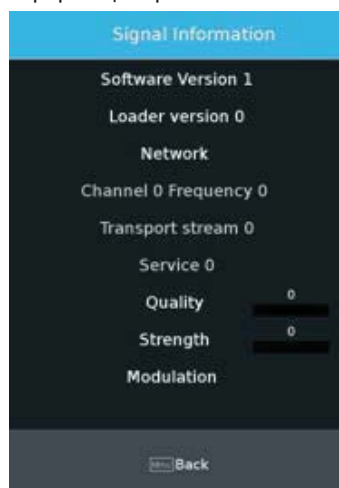 Signal Information
Software Version 1
Loader version 0
Network
Channel 0 Frequency 0
Transport stream 0
Service 0
Quality 0
Strength 0
Modulation
Back